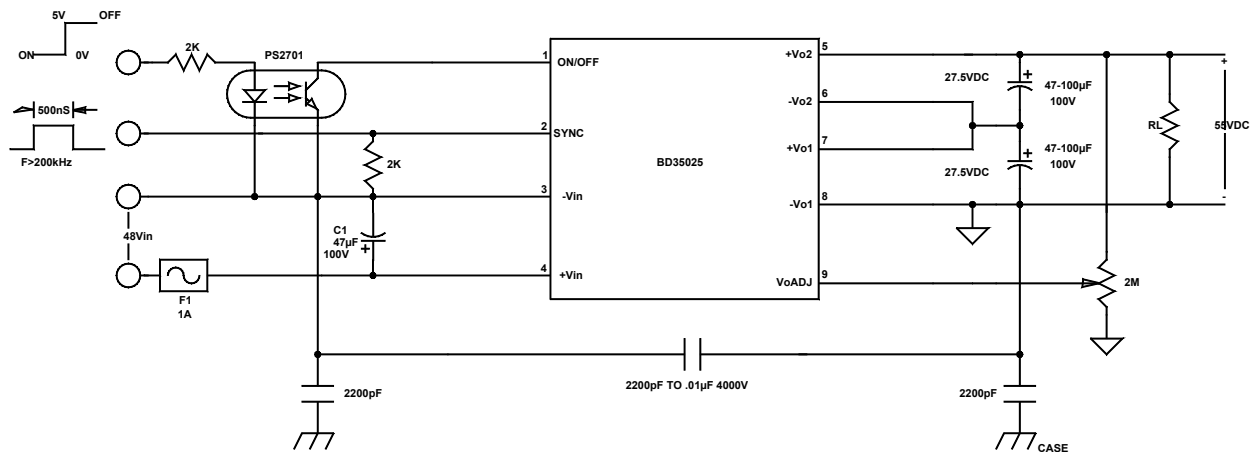 5V
OFF
ON
0V
2K
PS2701
500nS
F>200kHz
48Vin
F1
1A
2K
C1
47µF
100V
1
ON/OFF
2
SYNC
3
-Vin
4
+Vin
BD35025
+Vo2
5
-Vo2
6
+Vo1
7
-Vo1
8
VoADJ
9
27.5VDC
47-100µF
100V
27.5VDC
47-100µF
100V
RL
+
55VDC
-
2M
2200pF
2200pF TO .01µF 4000V
2200pF
CASE